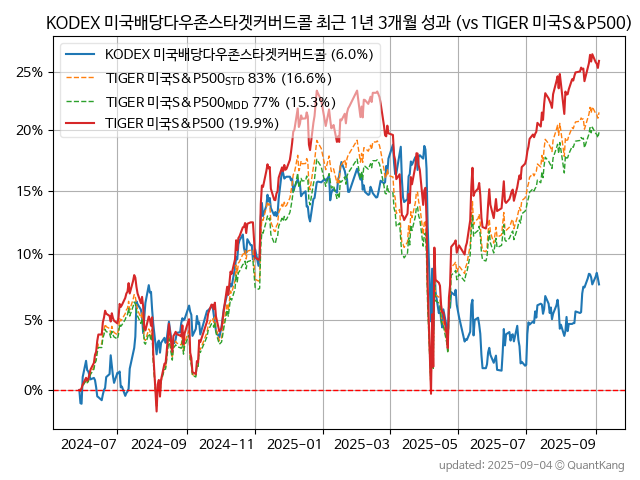 KODEX 미국배당다우존스타겟커버드콜 최근 1년 3개월 성과 (vs TIGER 미국S&P500)
KODEX 미국배당다우존스타겟커버드콜 (6.0%)
TIGER 미국S&P500STD 83% (16.6%)
TIGER 미국S&P500MDD 77% (15.3%)
TIGER 미국S&P500 (19.9%)
25%
20%
15%
10%
5%
0%
2024-07 2024-09 2024-11 2025-01 2025-03 2025-05 2025-07 2025-09
updated: 2025-09-04 © QuantKang